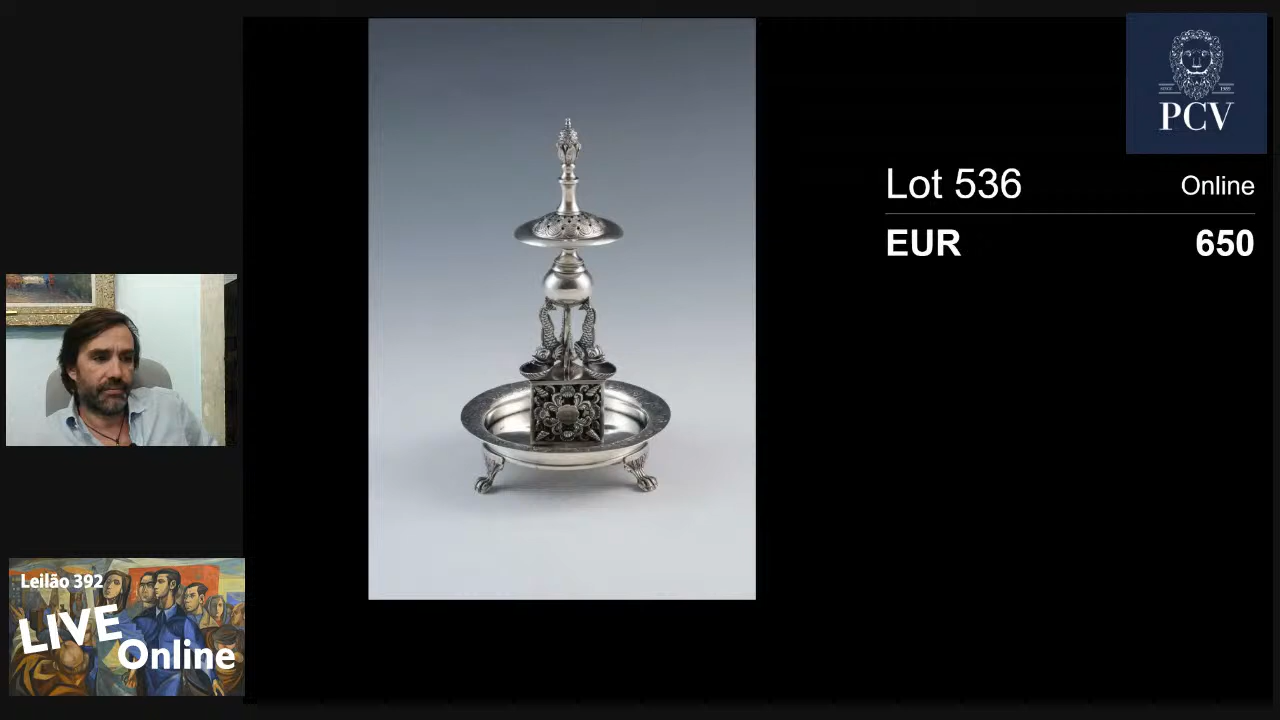 PCV
Lot 536 Online
EUR 650
Leilão 392
LIVE
Online